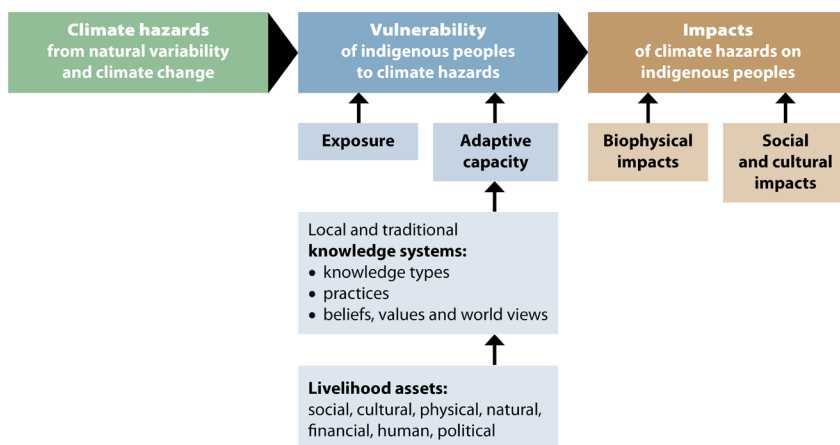 Climate hazards
from natural variability
and climate change
Vulnerability
of indigenous peoples
to climate hazards
Impacts
of climate hazards on
indigenous peoples
Exposure
Adaptive
capacity
Biophysical
impacts
Social
and cultural
impacts
Local and traditional
knowledge systems:
• knowledge types
• practices
• beliefs, values and world views
Livelihood assets:
social, cultural, physical, natural,
financial, human, political